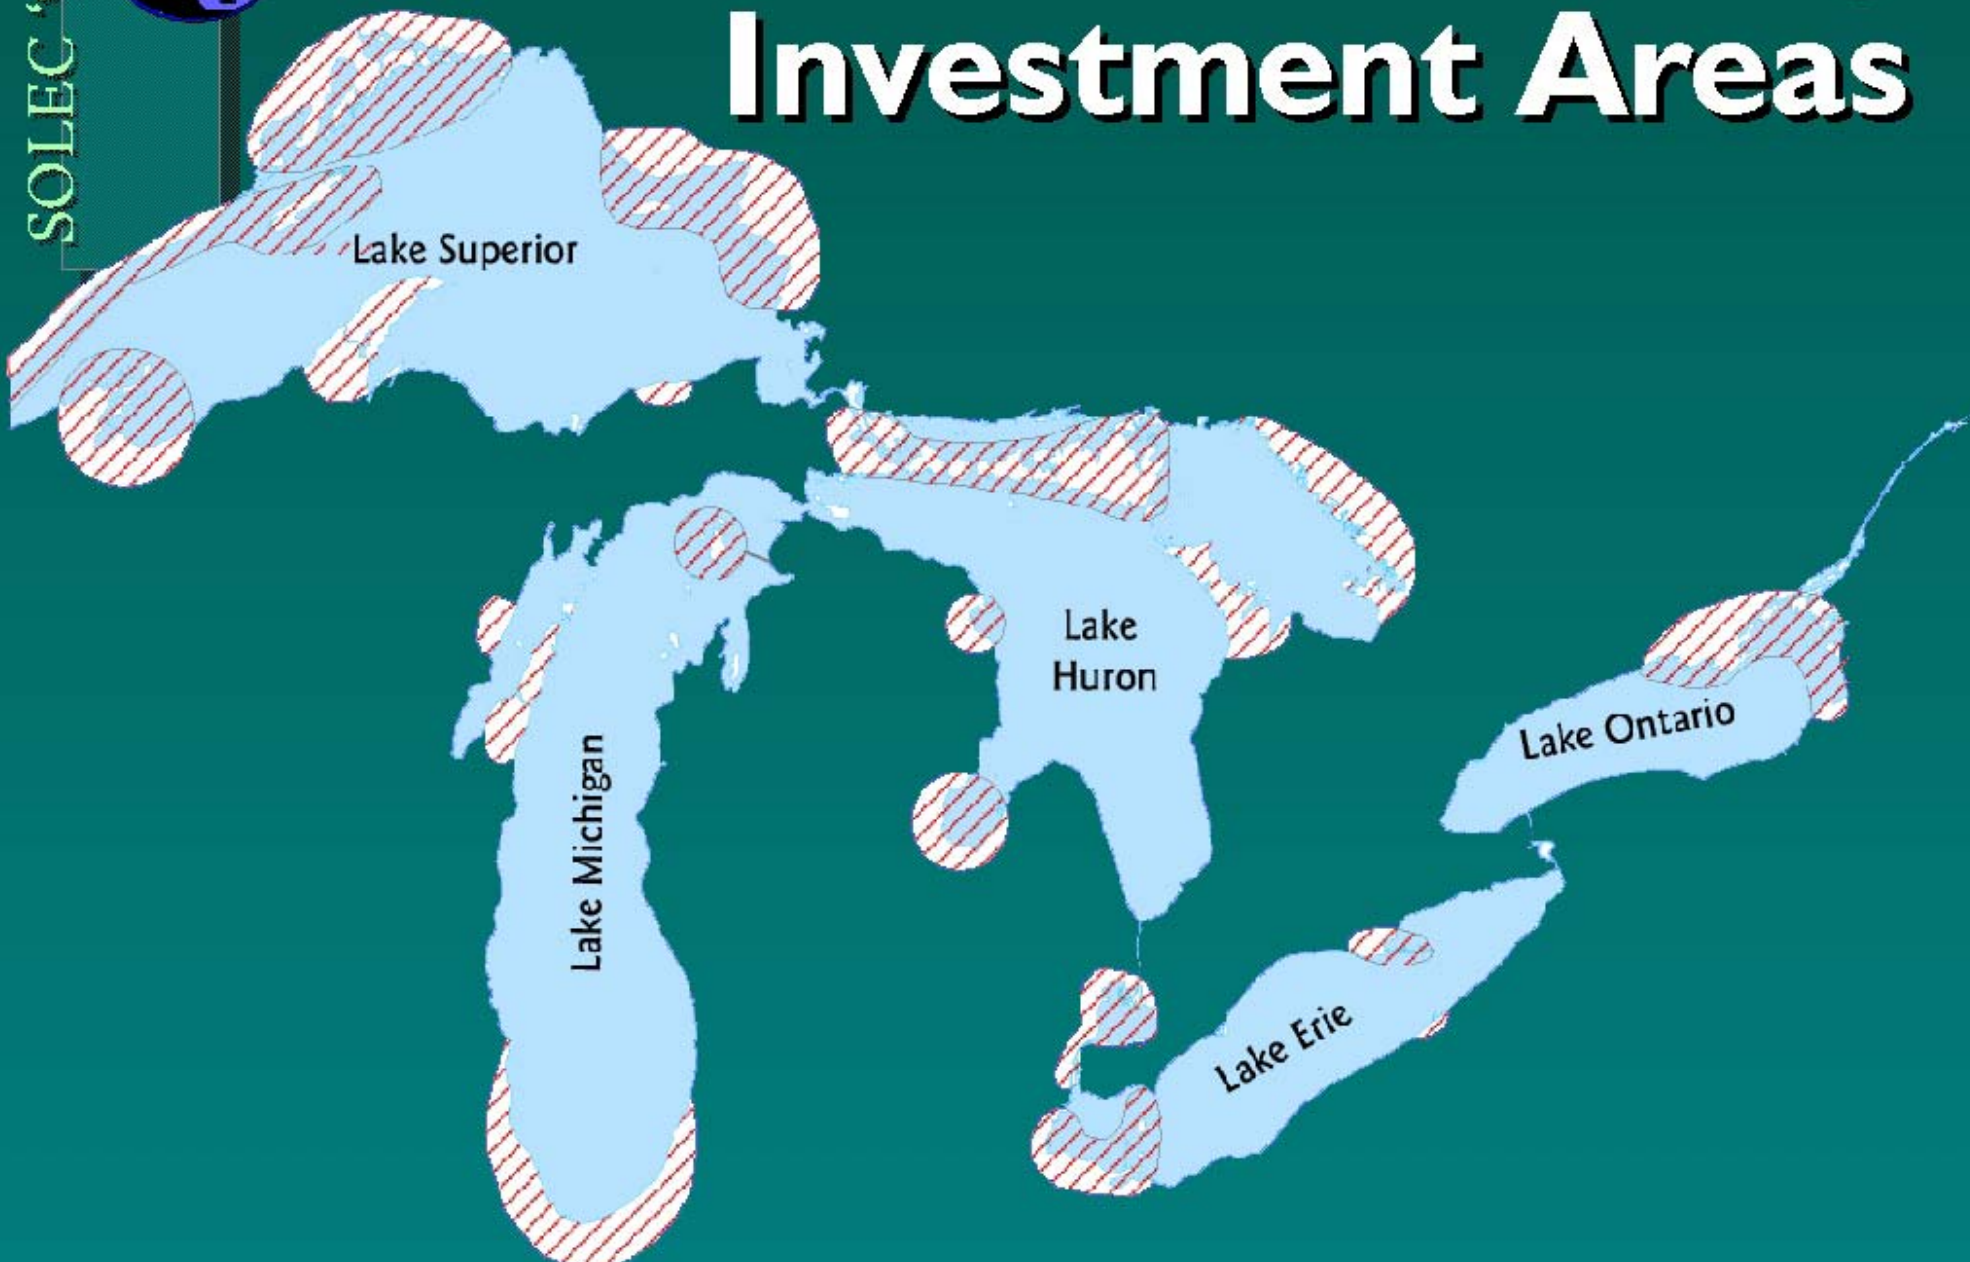 SOLEC
Investment Areas
Lake Superior
Lake
Huron
Lake Michigan
Lake Ontario
Lake Erie